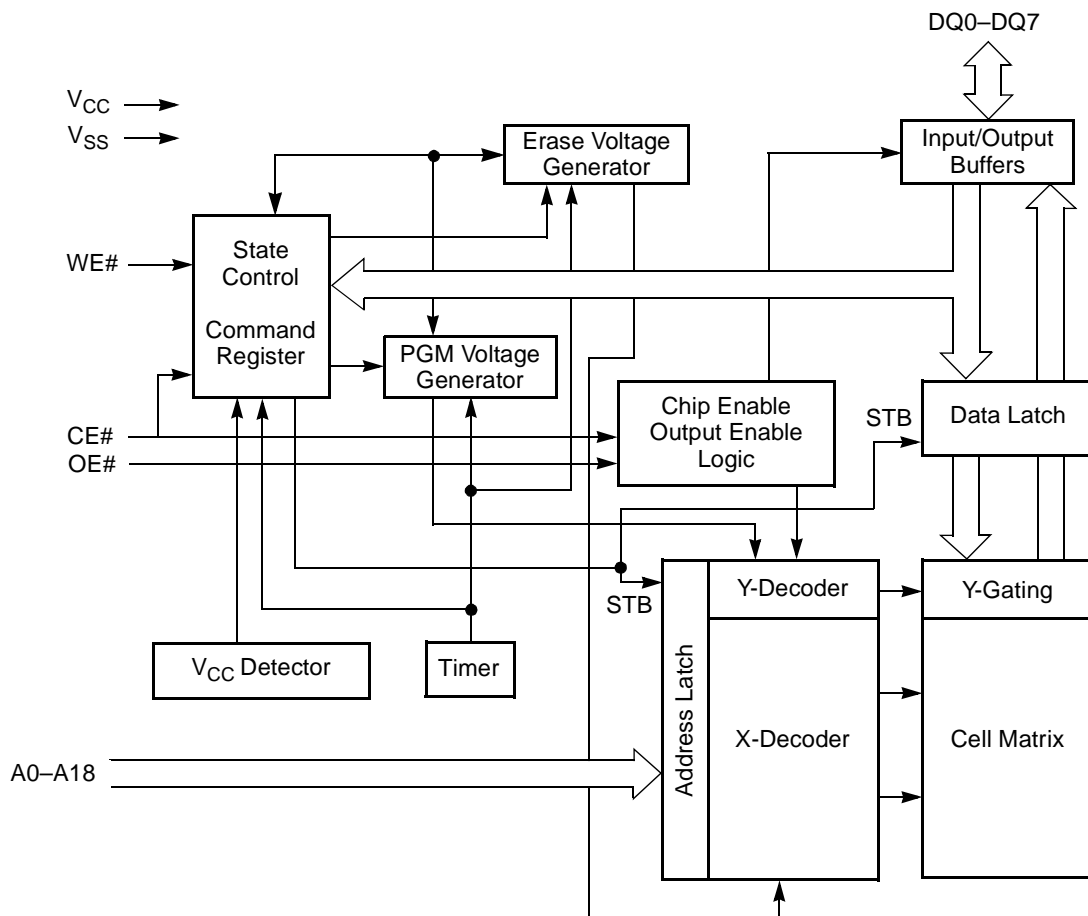 DQ0–DQ7
VCC
VSS
Erase Voltage
Generator
Input/Output
Buffers
WE#
State
Control
Command
Register
PGM Voltage
Generator
CE#
OE#
Chip Enable
Output Enable
Logic
STB
Data Latch
STB
Y-Decoder
Y-Gating
VCC Detector
Timer
Address Latch
X-Decoder
Cell Matrix
A0–A18